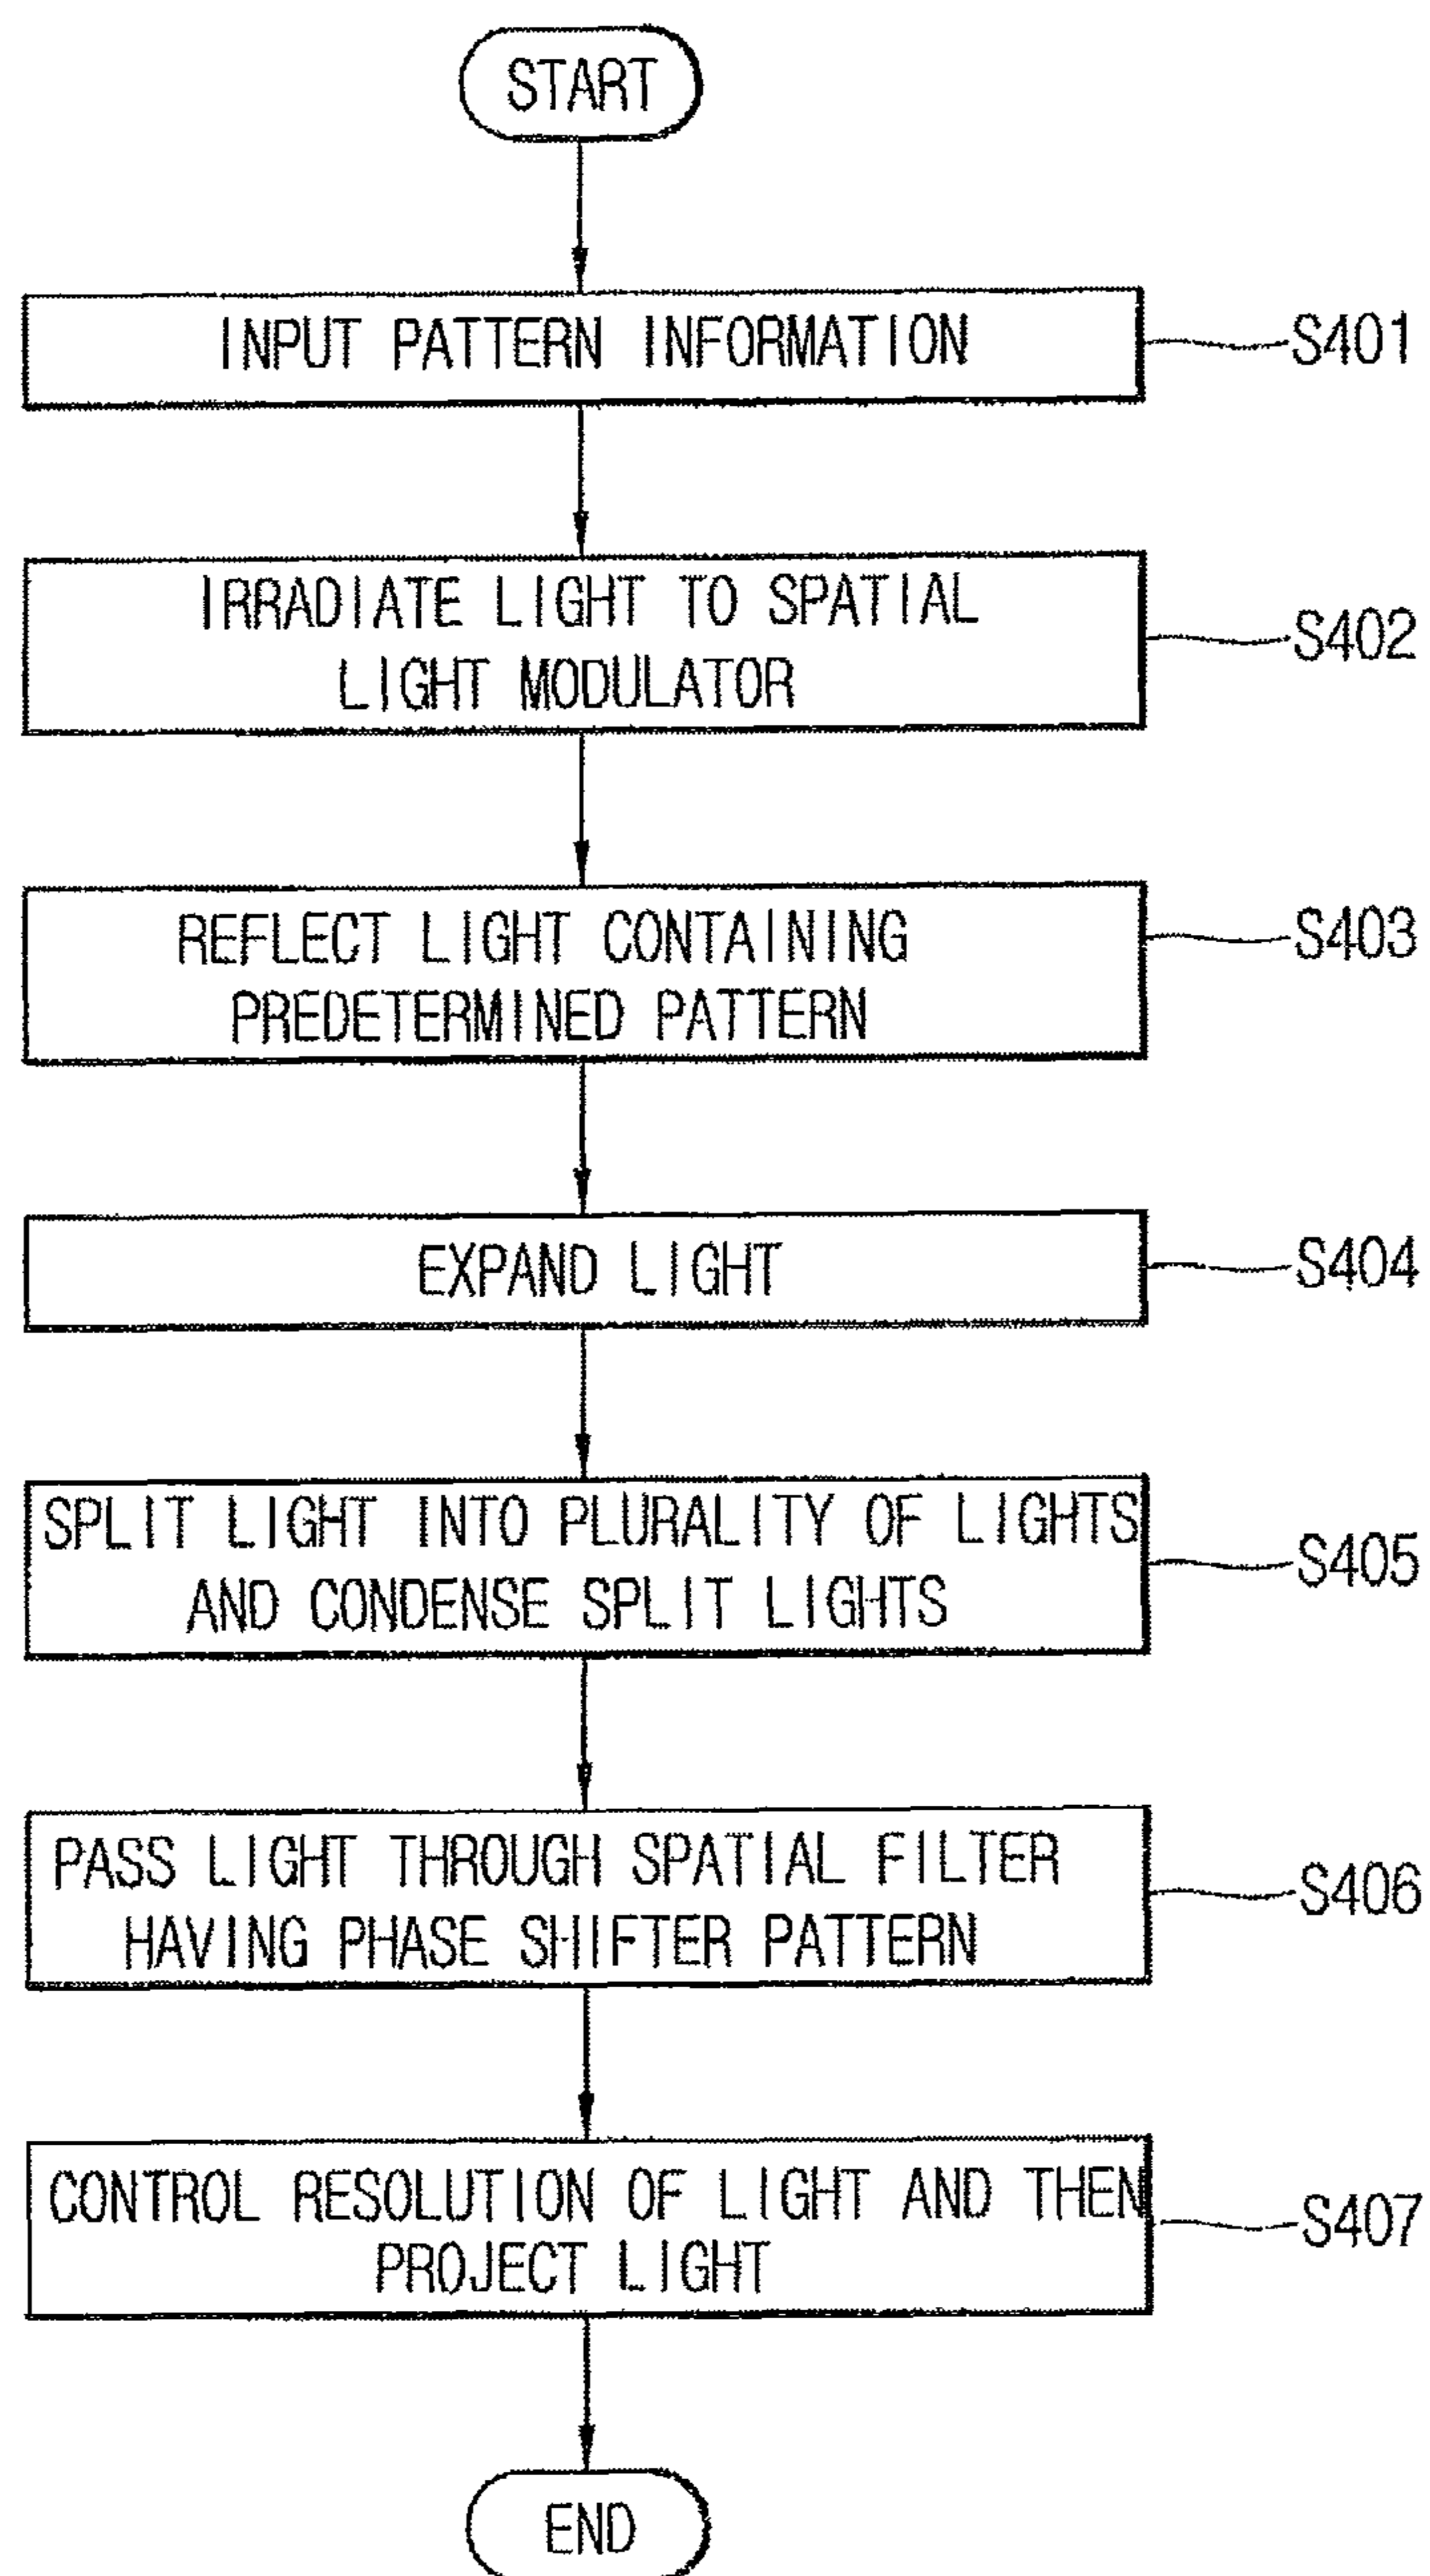 START
INPUT PATTERN INFORMATION
S401
IRRADIATE LIGHT TO SPATIAL
LIGHT MODULATOR
S402
REFLECT LIGHT CONTAINING
PREDETERMINED PATTERN
S403
EXPAND LIGHT
S404
SPLIT LIGHT INTO PLURALITY OF LIGHTS
AND CONDENSE SPLIT LIGHTS
S405
PASS LIGHT THROUGH SPATIAL FILTER
HAVING PHASE SHIFTER PATTERN
S406
CONTROL RESOLUTION OF LIGHT AND THEN
PROJECT LIGHT
S407
END